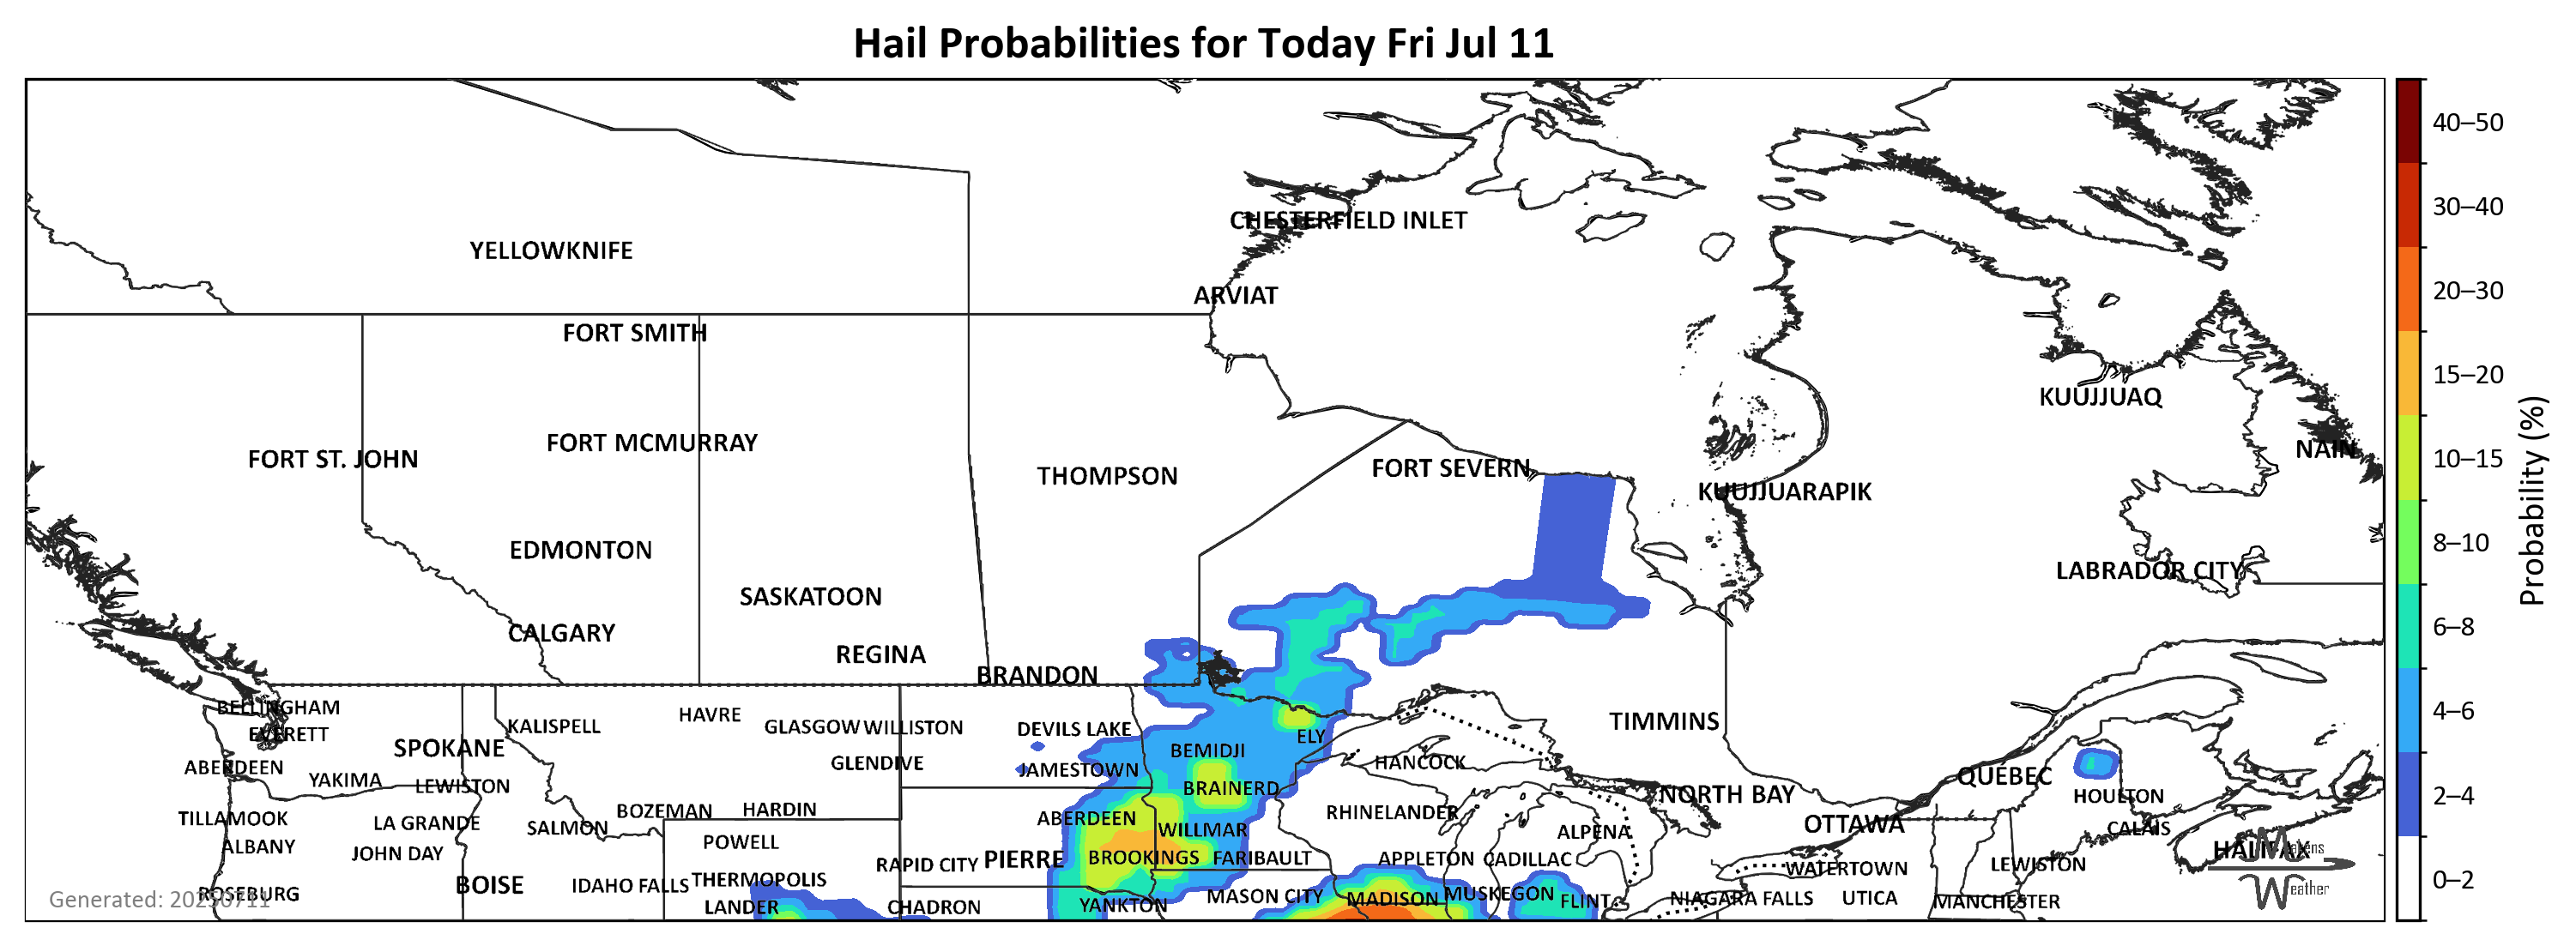 Hail Probabilities for Today Fri Jul 11
YELLOWKNIFE
CHESTERFIELD INLET
ARVIAT
FORT SMITH
KUUJJUAQ
FORT ST. JOHN
FORT MCMURRAY
THOMPSON
FORT SEVERN
KUUJJUARAPIK
NAIN
EDMONTON
SASKATOON
LABRADOR CITY
CALGARY
REGINA
BRANDON
BELLINGHAM
EVERETT
SPOKANE
KALISPELL
HAVRE
GLASGOW
WILLISTON
DEVILS LAKE
BEMIDJI
ELY
TIMMINS
ABERDEEN
YAKIMA
LEWISTON
GLENDIVE
JAMESTOWN
BRAINERD
HANCOCK
NORTH BAY
QUÉBEC
HOULTON
TILLAMOOK
LA GRANDE
SALMON
BOZEMAN
HARDIN
ABERDEEN
WILLMAR
RHINELANDER
ALPENA
OTTAWA
CALAIS
ALBANY
JOHN DAY
POWELL
RAPID CITY
PIERRE
BROOKINGS
FARIBAULT
APPLETON
CADILLAC
WATERTOWN
LEWISTON
HALIFAX
ROSEBURG
BOISE
IDAHO FALLS
THERMOPOLIS
LANDER
CHADRON
YANKTON
MASON CITY
MADISON
MUSKEGON
FLINT
NIAGARA FALLS
UTICA
MANCHESTER
Generated: 20250711
Weather
40–50
30–40
20–30
15–20
10–15
8–10
6–8
4–6
2–4
0–2
Probability (%)